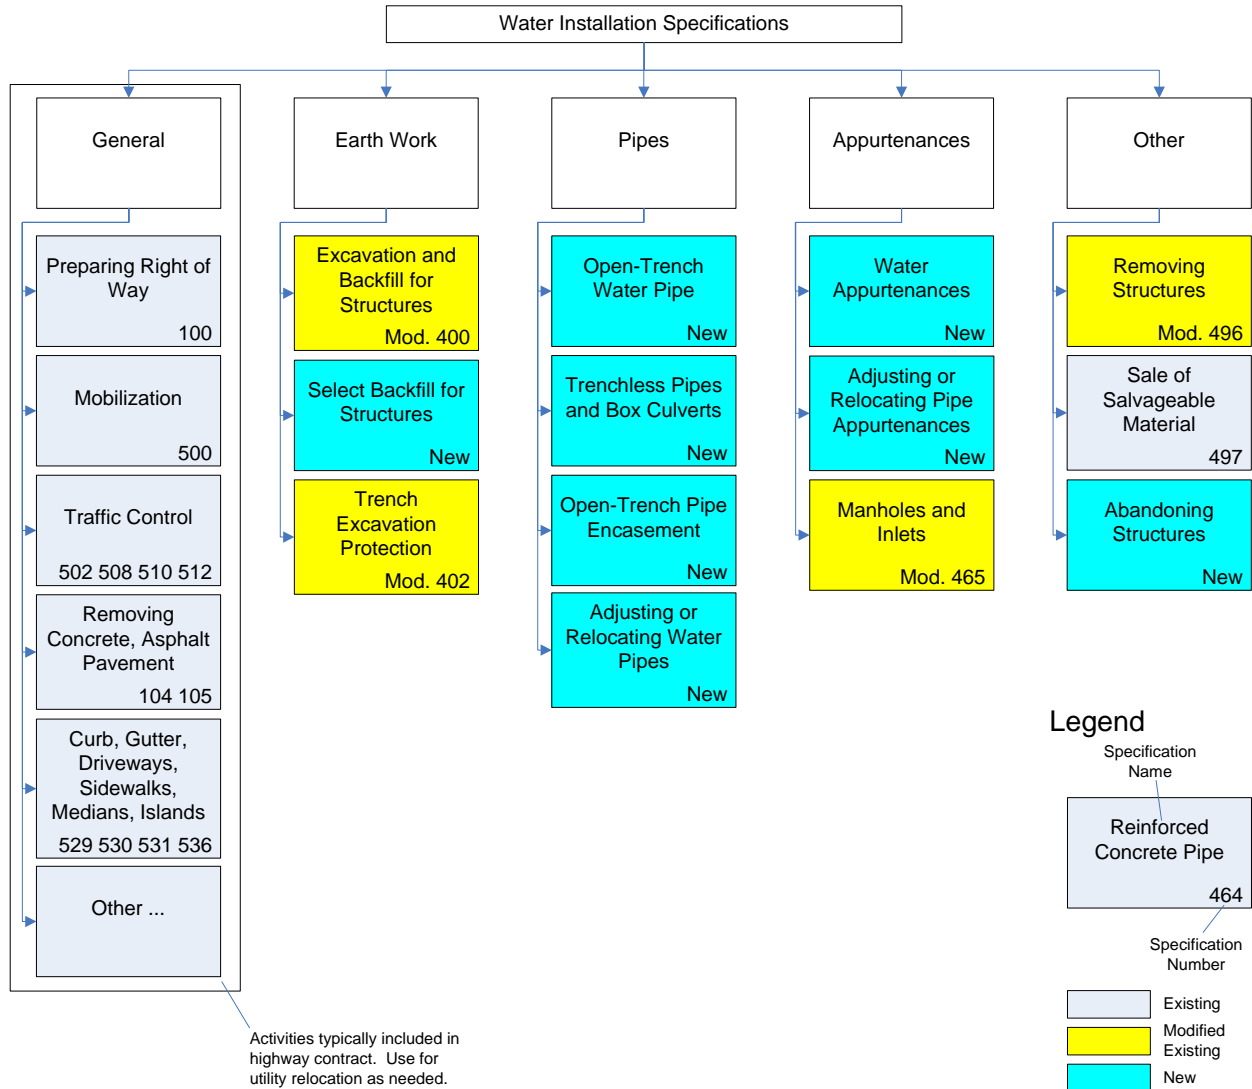 Water Installation Specifications
General
Earth Work
Pipes
Appurtenances
Other
Preparing Right of
Way
100
Mobilization
500
Traffic Control
502 508 510 512
Removing
Concrete, Asphalt
Pavement
104 105
Curb, Gutter,
Driveways,
Sidewalks,
Medians, Islands
529 530 531 536
Other ...
Activities typically included in
highway contract. Use for
utility relocation as needed.
Excavation and
Backfill for
Structures
Mod. 400
Select Backfill for
Structures
New
Trench
Excavation
Protection
Mod. 402
Open-Trench
Water Pipe
New
Trenchless Pipes
and Box Culverts
New
Open-Trench Pipe
Encasement
New
Adjusting or
Relocating Water
Pipes
New
Water
Appurtenances
New
Adjusting or
Relocating Pipe
Appurtenances
New
Manholes and
Inlets
Mod. 465
Removing
Structures
Mod. 496
Sale of
Salvageable
Material
497
Abandoning
Structures
New
Legend
Specification
Name
Reinforced
Concrete Pipe
464
Specification
Number
Existing
Modified
Existing
New